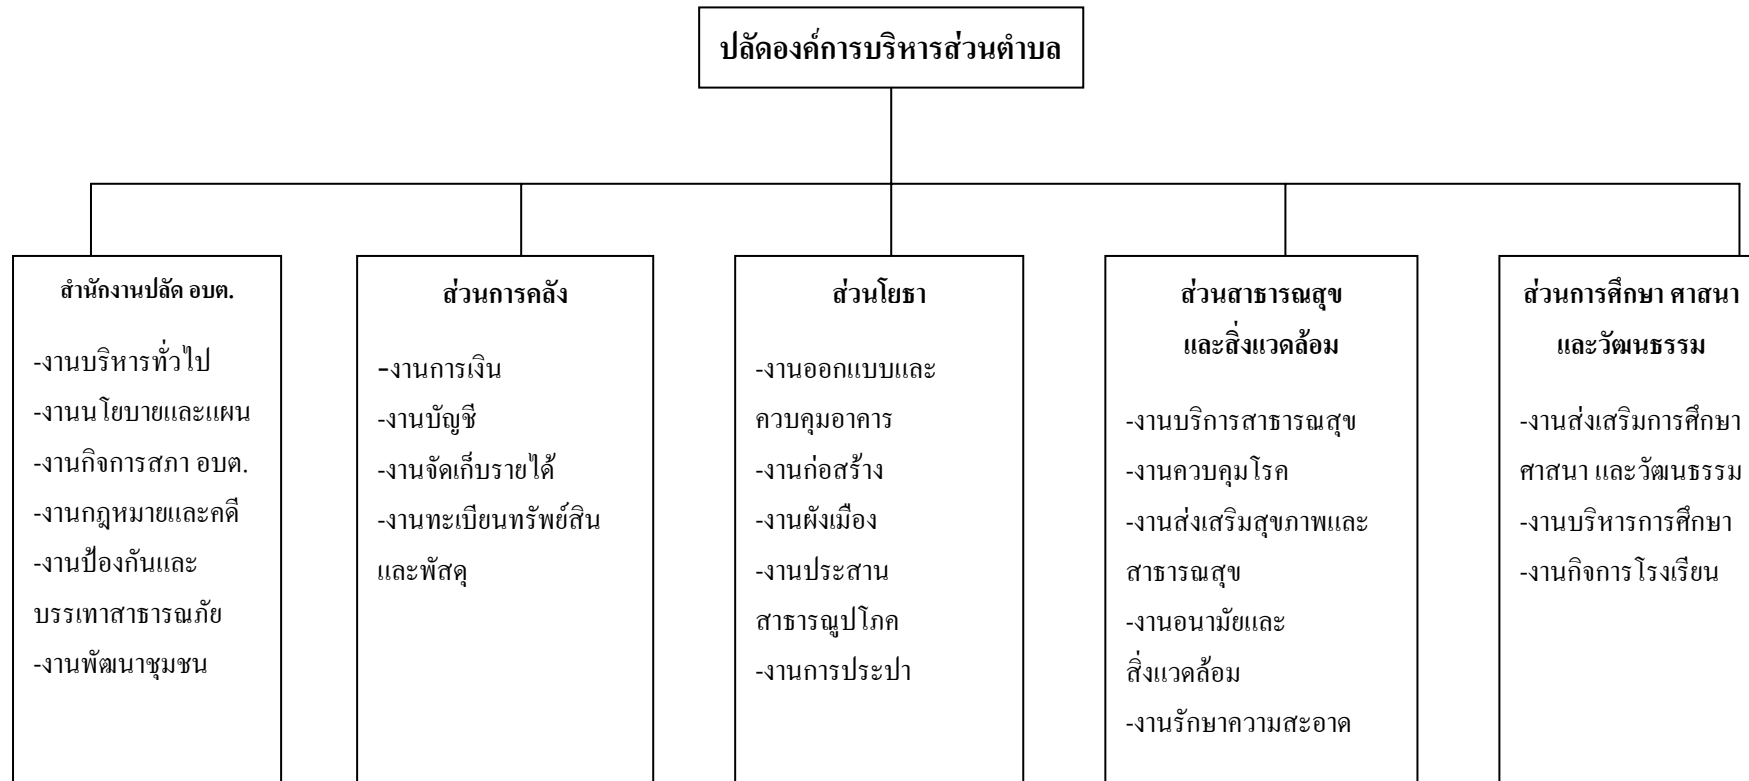 ปลัดองค์การบริหารส่วนตำบล
สำนักงานปลัด อบต.
-งานบริหารทั่วไป
-งานนโยบายและแผน
-งานกิจการสภา อบต.
-งานกฎหมายและคดี
-งานป้องกันและ
บรรเทาสาธารณภัย
-งานพัฒนาชุมชน
ส่วนการคลัง
-งานการเงิน
-งานบัญชี
-งานจัดเก็บรายได้
-งานทะเบียนทรัพย์สิน
และพัสดุ
ส่วนโยธา
-งานออกแบบและ
ควบคุมอาคาร
-งานก่อสร้าง
-งานผังเมือง
-งานประสาน
สาธารณูปโภค
-งานการประปา
ส่วนสาธารณสุข
และสิ่งแวดล้อม
-งานบริการสาธารณสุข
-งานควบคุมโรค
-งานส่งเสริมสุขภาพและ
สาธารณสุข
-งานอนามัยและ
สิ่งแวดล้อม
-งานรักษาความสะอาด
ส่วนการศึกษา ศาสนา
และวัฒนธรรม
-งานส่งเสริมการศึกษา
ศาสนา และวัฒนธรรม
-งานบริหารการศึกษา
-งานกิจการโรงเรียน